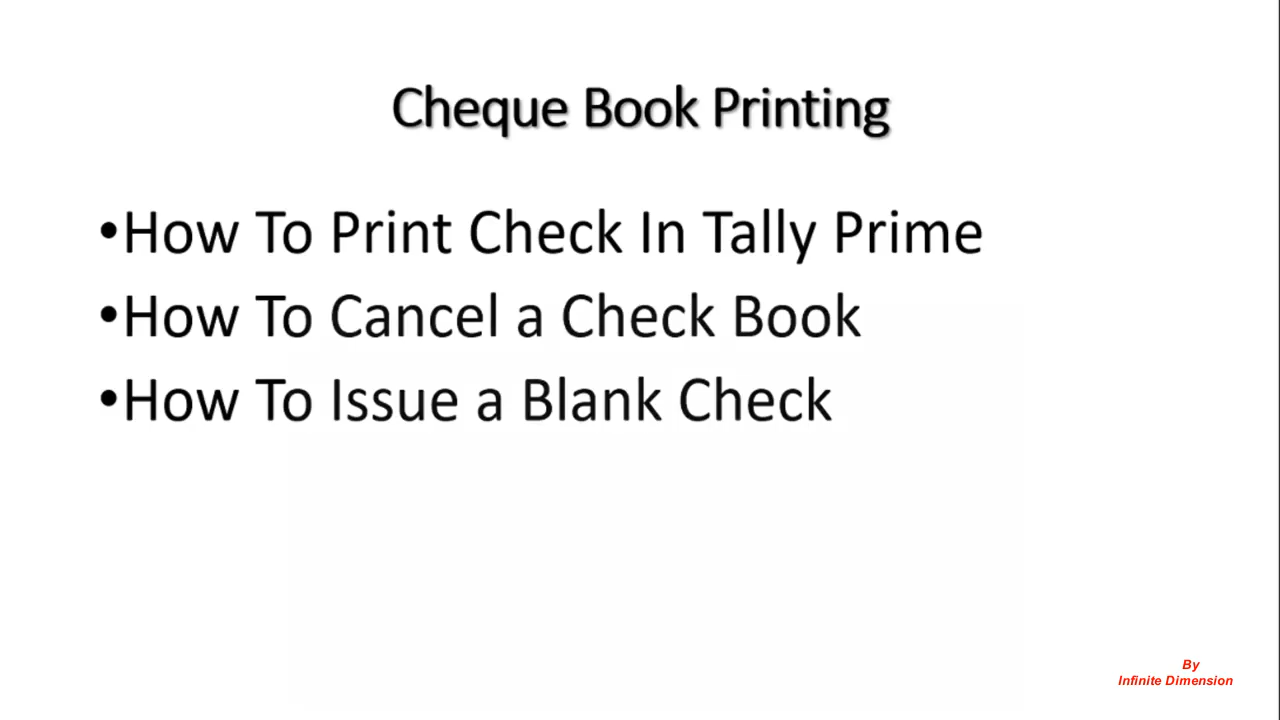 Cheque Book Printing
•How To Print Check In Tally Prime
•How To Cancel a Check Book
•How To Issue a Blank Check
By
Infinite Dimension